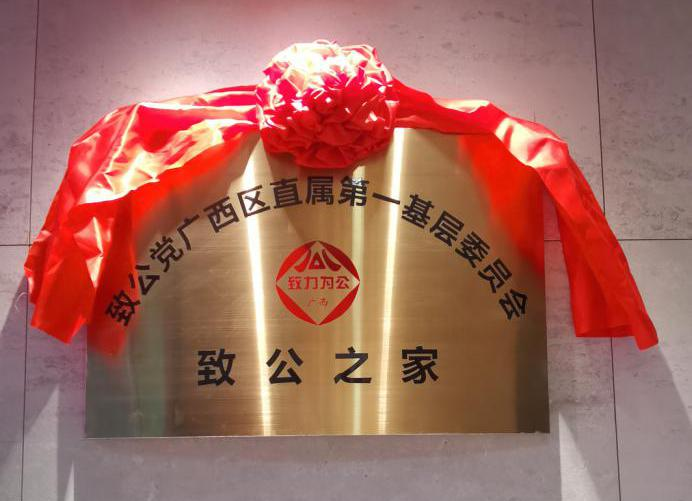 致公党广西区直属第一基层委员会
致力为公
广西
致公之家